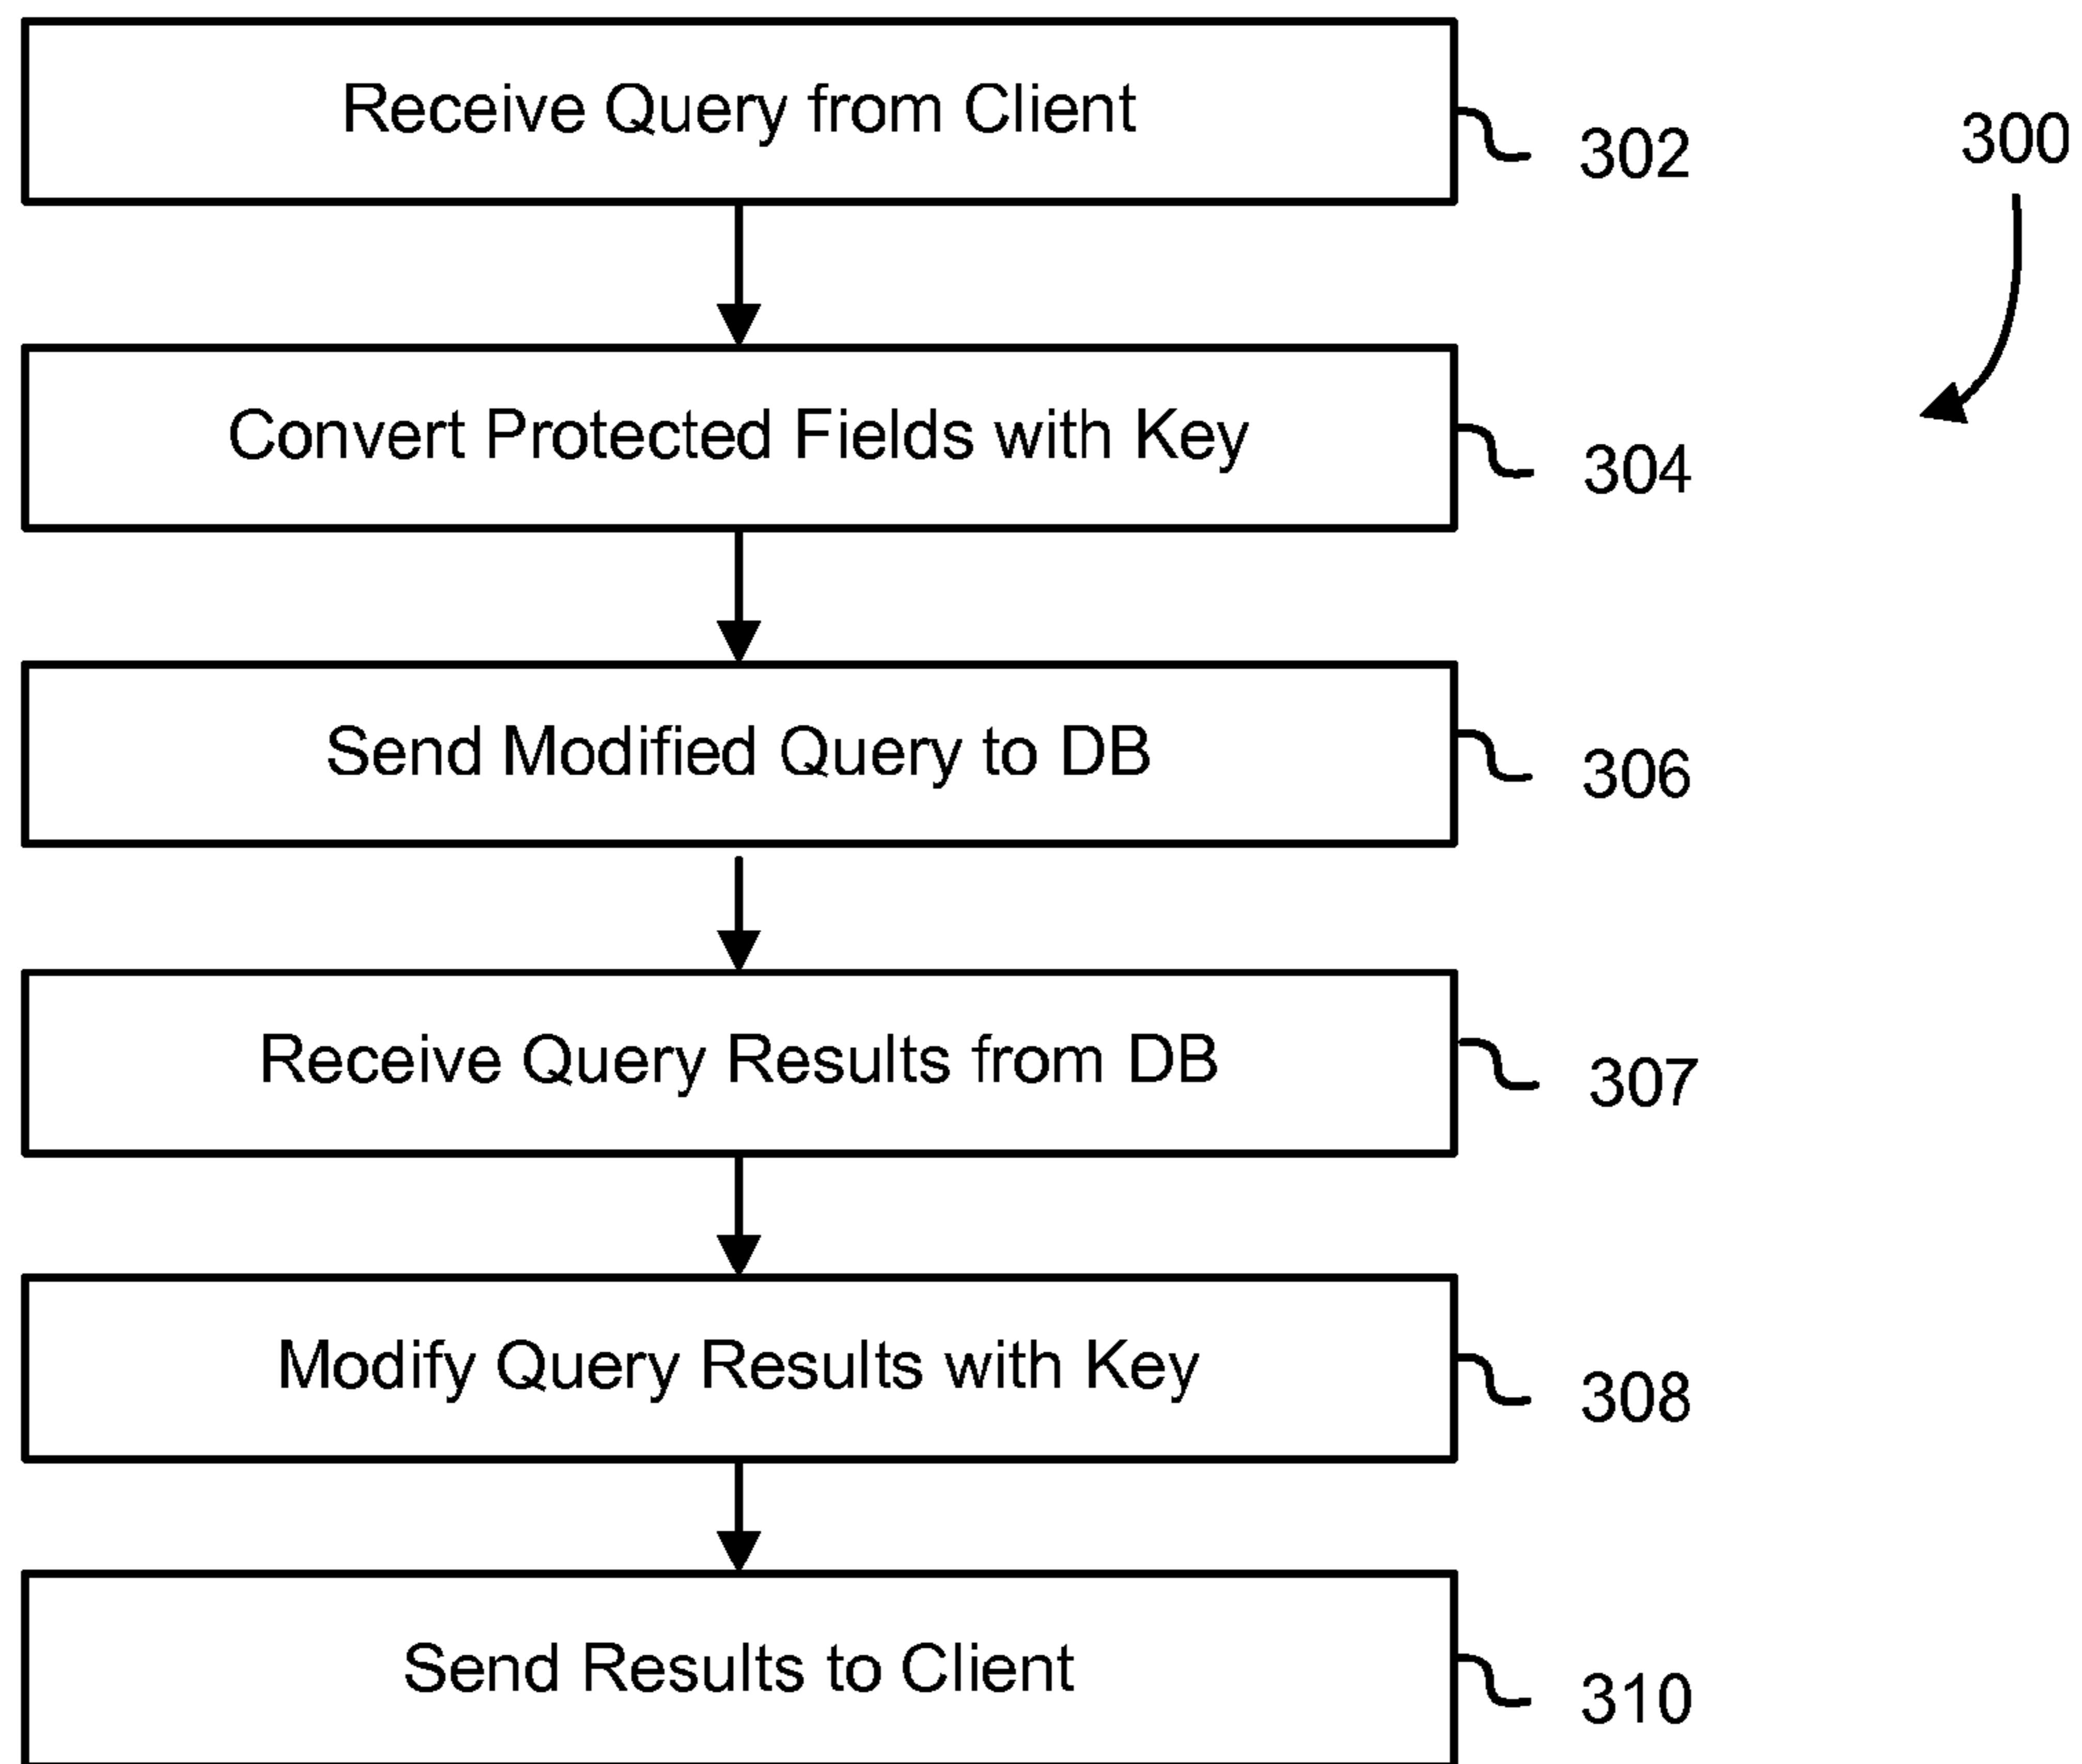 Receive Query from Client
302
300
Convert Protected Fields with Key
304
Send Modified Query to DB
306
Receive Query Results from DB
307
Modify Query Results with Key
308
Send Results to Client
310